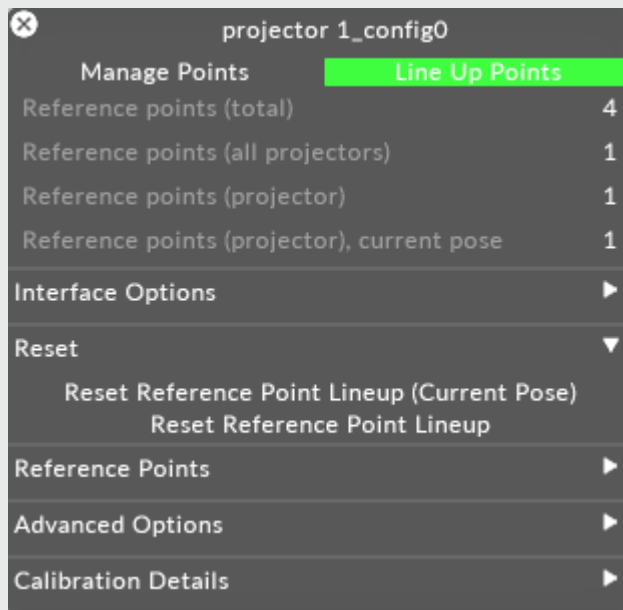 projector 1_config0
Manage Points Line Up Points
Reference points (total) 4
Reference points (all projectors) 1
Reference points (projector) 1
Reference points (projector), current pose 1
Interface Options
Reset
Reset Reference Point Lineup (Current Pose)
Reset Reference Point Lineup
Reference Points
Advanced Options
Calibration Details